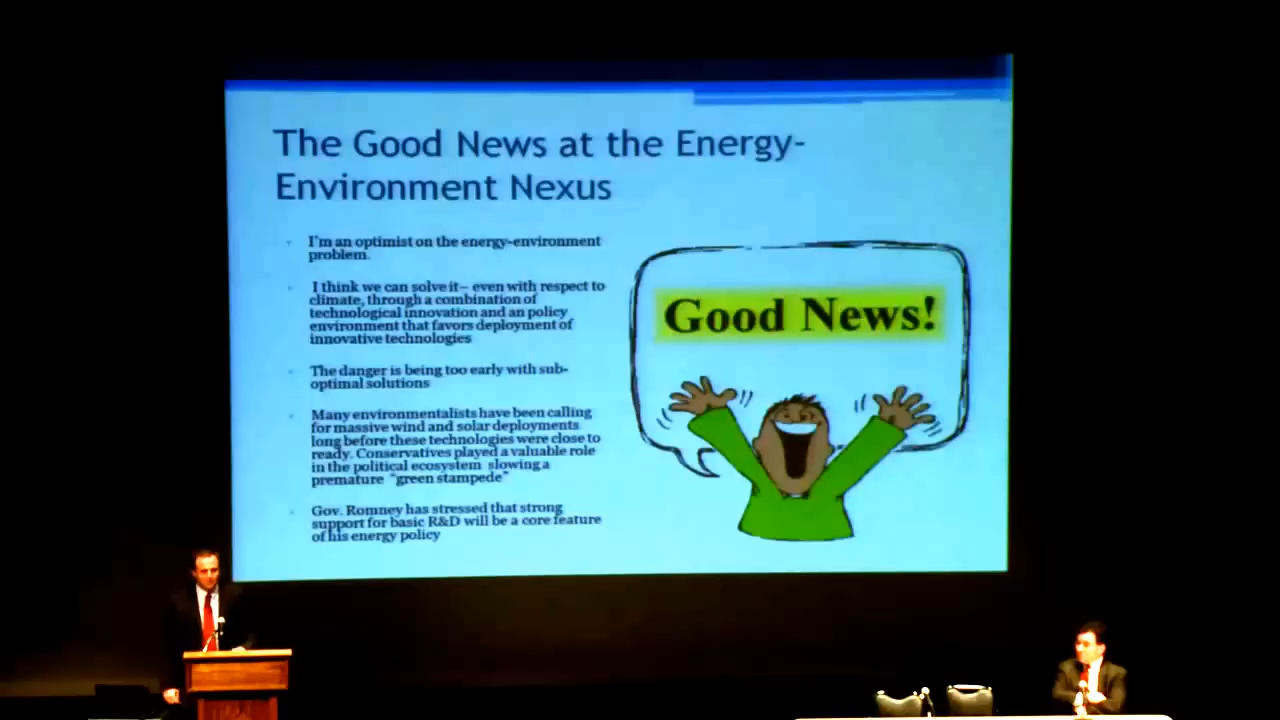 The Good News at the Energy-
Environment Nexus
I'm an optimist on the energy-environment
problem.
I think we can solve it– even with respect to
climate, through a combination of
technological innovation and an policy
environment that favors deployment of
innovative technologies
The danger is being too early with sub-
optimal solutions
Many environmentalists have been calling
for massive wind and solar deployments
long before these technologies were close to
ready. Conservatives played a valuable role
in the political ecosystem slowing a
premature "green stampede"
Gov. Romney has stressed that strong
support for basic R&D will be a core feature
of his energy policy
Good News!